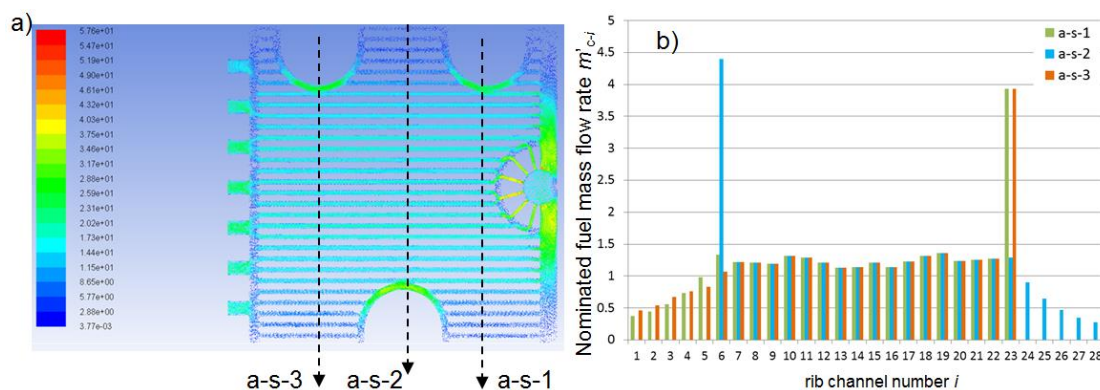 a)
5.76e+01
5.47e+01
5.19e+01
4.90e+01
4.61e+01
4.32e+01
4.03e+01
3.75e+01
3.46e+01
3.17e+01
2.88e+01
2.59e+01
2.31e+01
2.02e+01
1.73e+01
1.44e+01
1.15e+01
8.65e+00
5.77e+00
2.88e+00
3.77e-03
a-s-3 a-s-2 a-s-1
b)
Nominated fuel mass flow rate m'c-i
5
4.5
4
3.5
3
2.5
2
1.5
1
0.5
0
a-s-1
a-s-2
a-s-3
1 2 3 4 5 6 7 8 9 10 11 12 13 14 15 16 17 18 19 20 21 22 23 24 25 26 27 28
rib channel number i